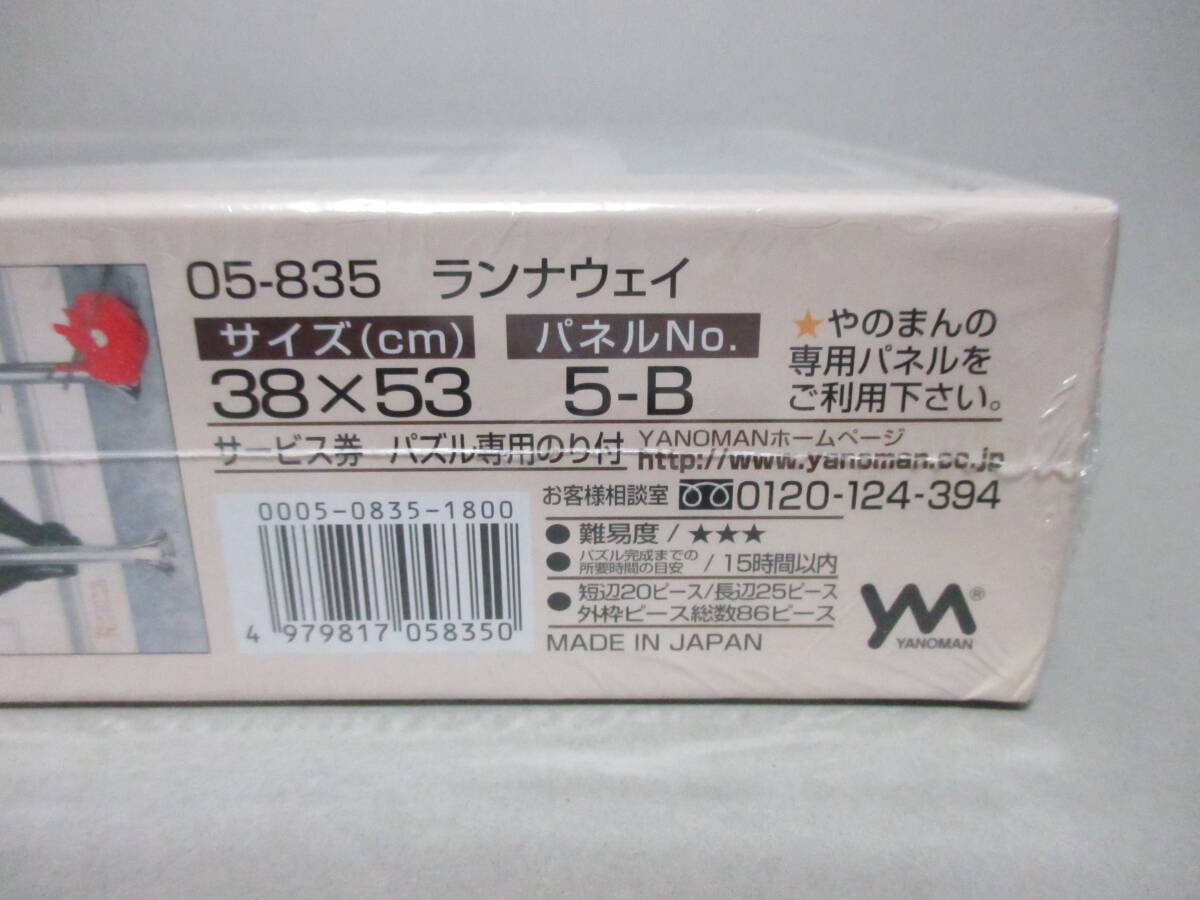 05-835 ランナウェイ
サイズ(cm) パネルNo.
38×53 5-B
★やのまんの
専用パネルを
ご利用下さい。
サービス券 パズル専用のり付
YANOMANホームページ
http://www.yanoman.co.jp
お客様相談室 0120-124-394
0005-0835-1800
4 979817 058350
●難易度/★★★
●パズル完成までの
所要時間の目安/15時間以内
●短辺20ピース/長辺25ピース
外枠ピース総数86ピース
MADE IN JAPAN
YM®
YANOMAN